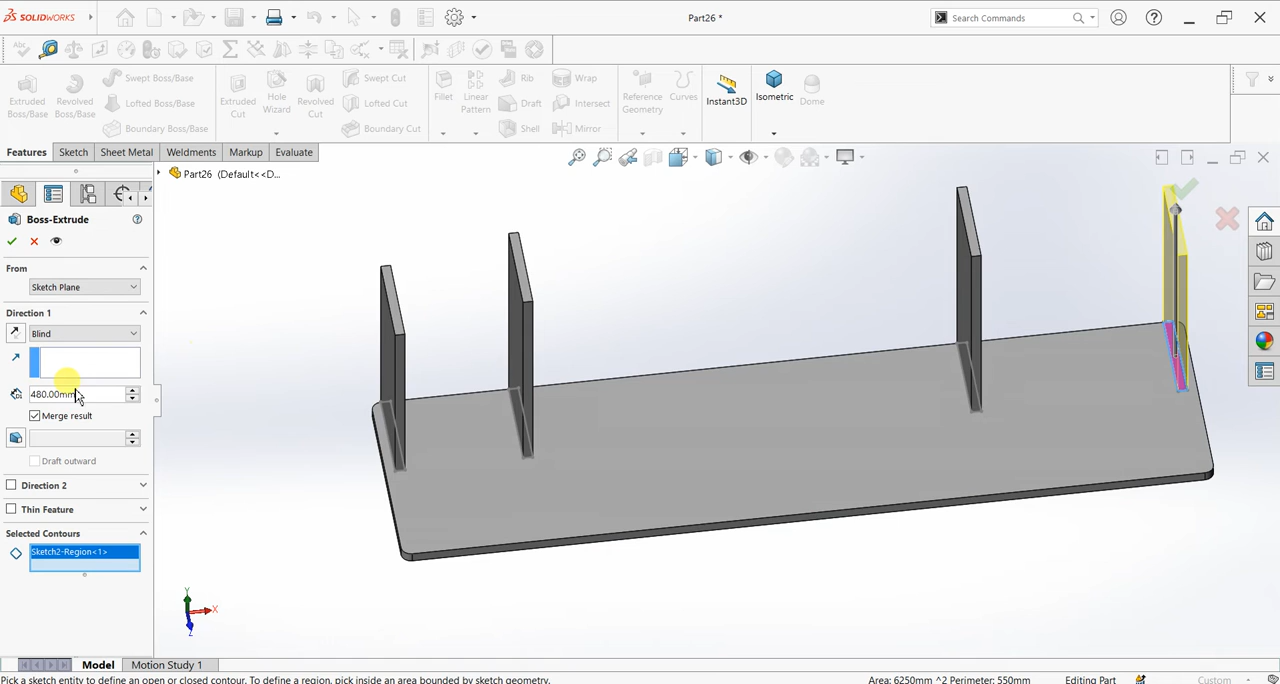 SOLIDWORKS
Part26 *
Search Commands
Extruded Boss/Base
Revolved Boss/Base
Swept Boss/Base
Lofted Boss/Base
Boundary Boss/Base
Extruded Cut
Hole Wizard
Revolved Cut
Swept Cut
Lofted Cut
Boundary Cut
Fillet
Linear Pattern
Rib
Draft
Shell
Wrap
Intersect
Mirror
Reference Geometry
Curves
Instant3D
Isometric
Dome
Features
Sketch
Sheet Metal
Weldments
Markup
Evaluate
Part26 (Default<<D...
Boss-Extrude
From
Sketch Plane
Direction 1
Blind
480.00mm
Merge result
Draft outward
Direction 2
Thin Feature
Selected Contours
Sketch2-Region<1>
Y
X
Z
Model
Motion Study 1
Pick a sketch entity to define an open or closed contour. To define a region, pick inside an area bounded by sketch geometry.
Area: 6250mm ^2 Perimeter: 550mm
Editing Part
Custom